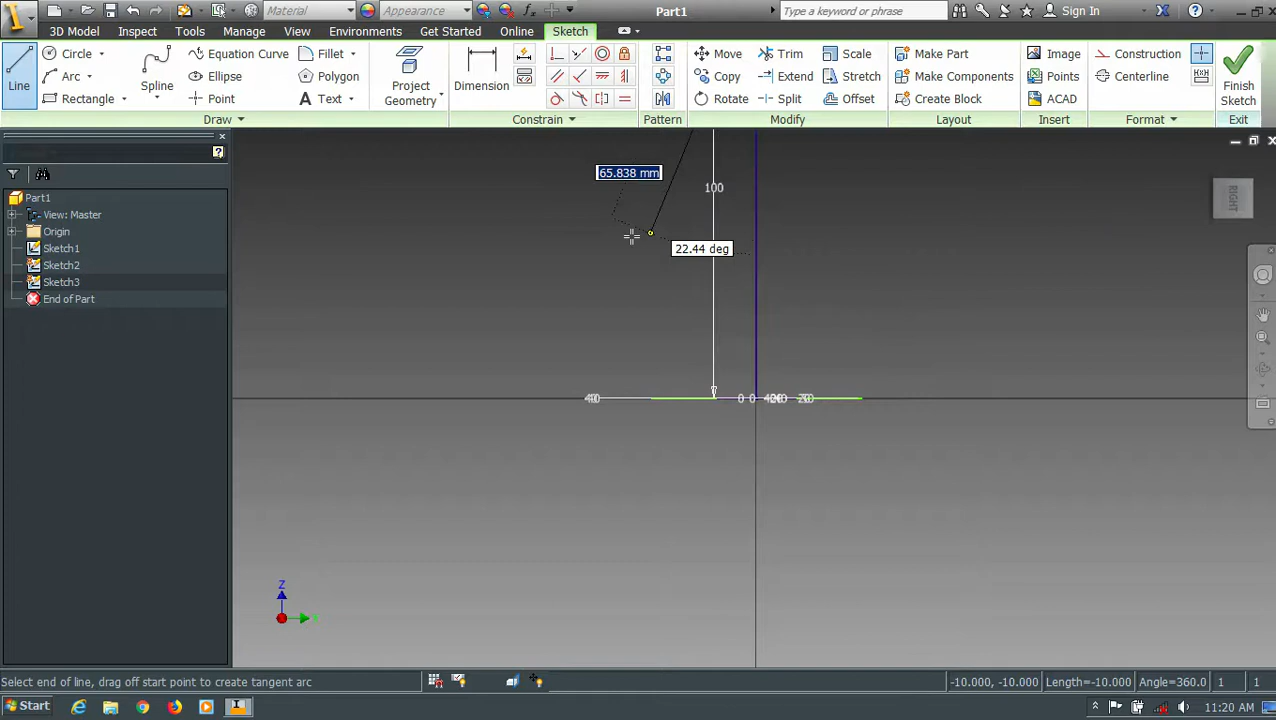 Material
Appearance
fx
Part1
Type a keyword or phrase
Sign In
3D Model Inspect Tools Manage View Environments Get Started Online Sketch
Line
Circle
Arc
Rectangle
Spline
Equation Curve
Ellipse
Point
Fillet
Polygon
Text
Project Geometry
Dimension
Move Trim Scale
Copy Extend Stretch
Rotate Split Offset
Make Part
Make Components
Create Block
Image
Points
ACAD
Construction
Centerline
Finish Sketch
Draw
Constrain
Pattern
Modify
Layout
Insert
Format
Exit
Part1
View: Master
Origin
Sketch1
Sketch2
Sketch3
End of Part
65.838 mm
100
22.44 deg
0 0
RIGHT
Z
Select end of line, drag off start point to create tangent arc
-10.000, -10.000 Length=-10.000 Angle=360.0 1 1
Start
11:20 AM